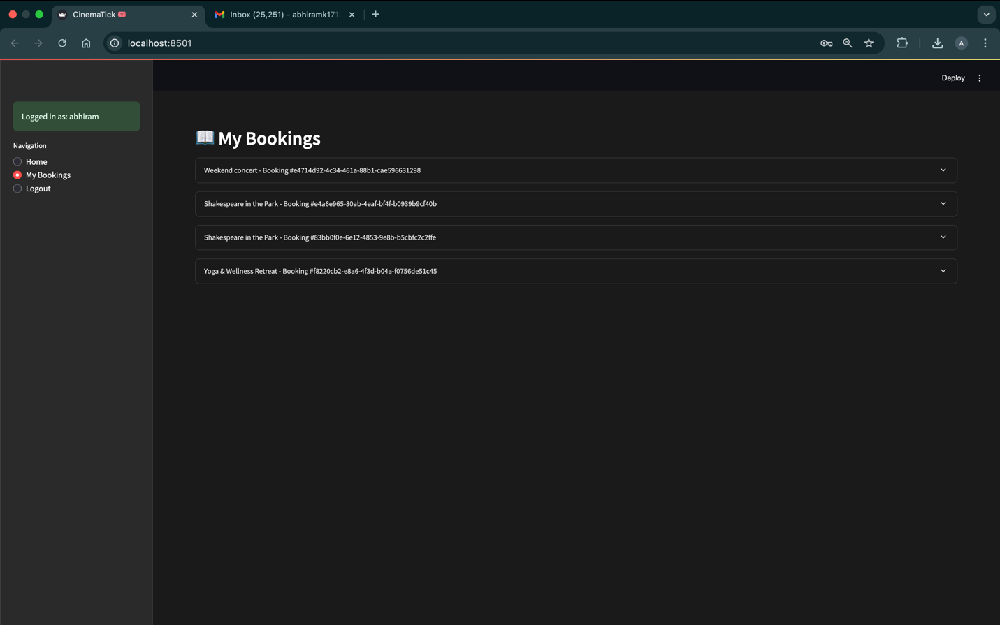 CinemaTick
Inbox (25,251) - abhiramk171
localhost:8501
A
Deploy
Logged in as: abhiram
Navigation
Home
My Bookings
Logout
My Bookings
Weekend concert - Booking #e4714d92-4c34-461a-88b1-cae596631298
Shakespeare in the Park - Booking #e4a6e965-80ab-4eaf-bf4f-b0939b9cf40b
Shakespeare in the Park - Booking #83bb0f0e-6e12-4853-9e8b-b5cbfc2c2ffe
Yoga & Wellness Retreat - Booking #f8220cb2-e8a6-4f3d-b04a-f0756de51c45